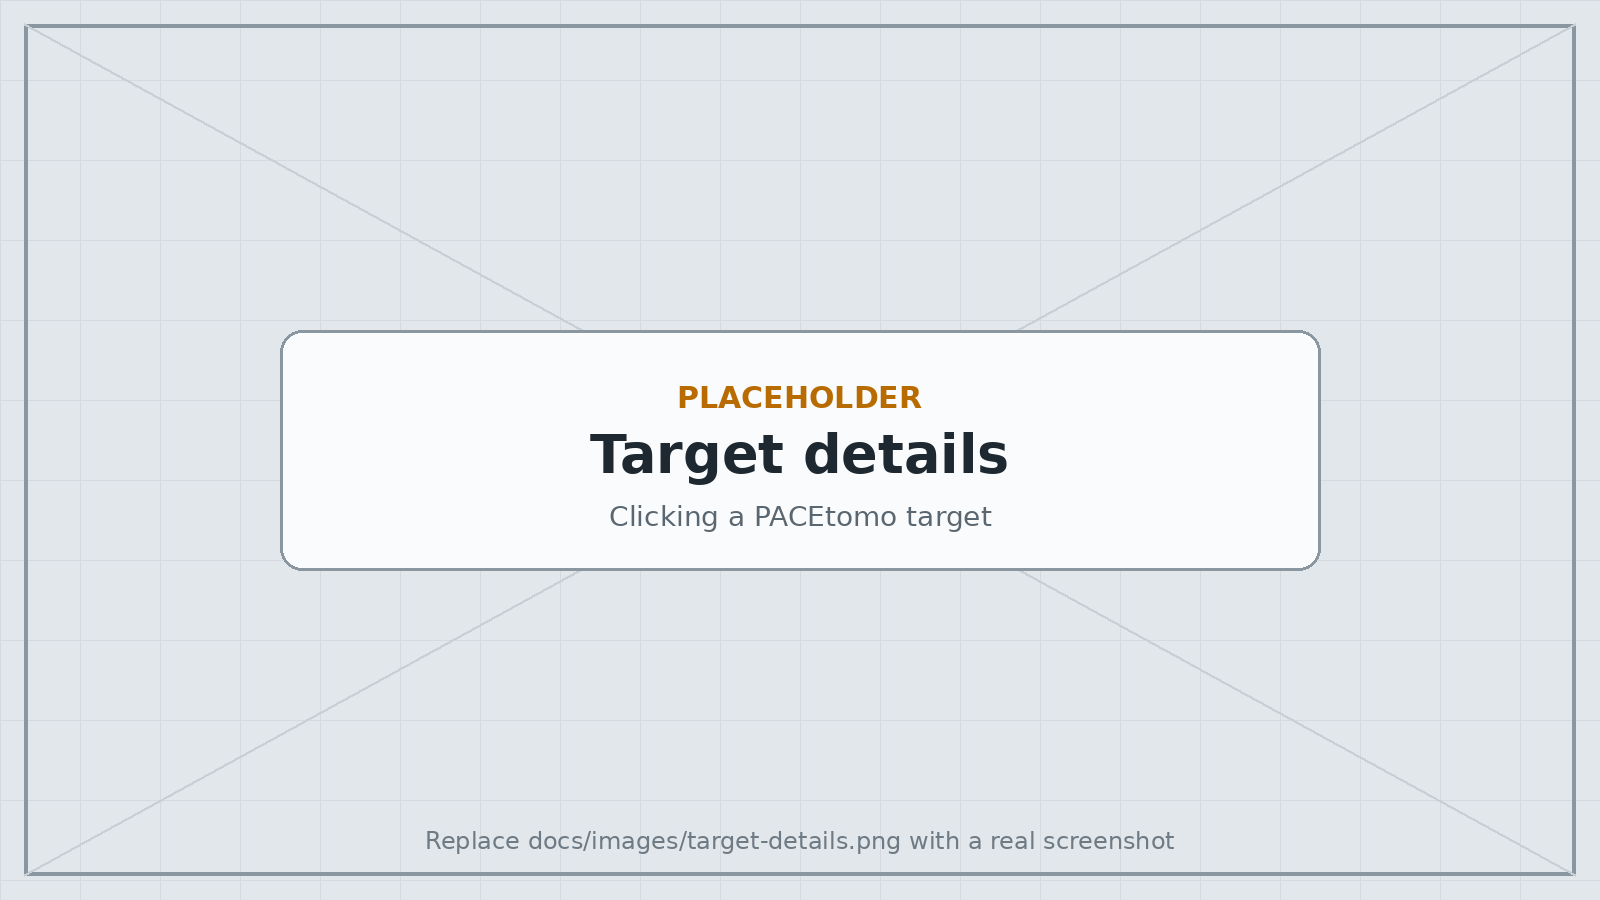 PLACEHOLDER
Target details
Clicking a PACEtomo target
Replace docs/images/target-details.png with a real screenshot